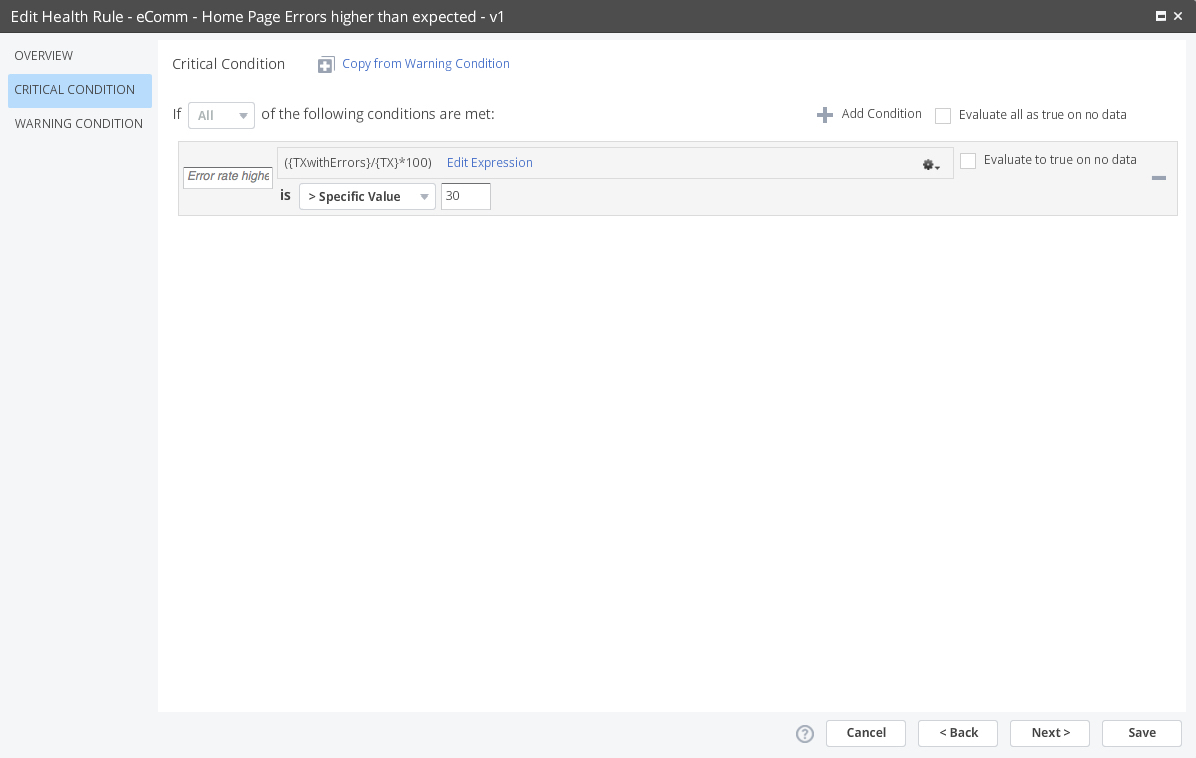 Edit Health Rule - eComm - Home Page Errors higher than expected - v1
OVERVIEW
CRITICAL CONDITION
WARNING CONDITION
Critical Condition Copy from Warning Condition
If All of the following conditions are met: Add Condition Evaluate all as true on no data
({TXwithErrors}/{TX}*100) Edit Expression Evaluate to true on no data
Error rate highe
is > Specific Value 30
? Cancel < Back Next > Save